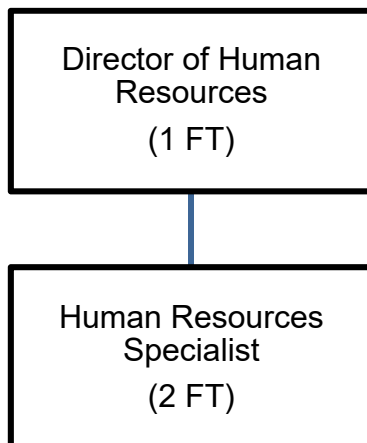 Director of Human
Resources
(1 FT)
Human Resources
Specialist
(2 FT)